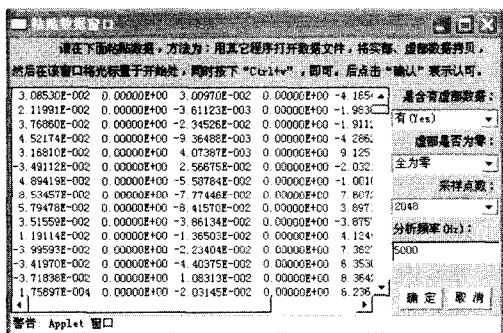 粘贴数据窗口
请在下面粘贴数据，方法为：用其它程序打开数据文件，将实部、虚部数据拷贝，
然后在该窗口将光标置于开始处，同时按下“Ctrl+v”，即可。后点击“确认”表示认可。
3.08530E-002 0.00000E+00 3.00970E-002 0.00000E+00 -4.165
2.11991E-002 0.00000E+00 -3.61123E-003 0.00000E+00
3.76860E-002 0.00000E+00 -2.34526E-002 0.00000E+00
4.52174E-002 0.00000E+00 -9.36488E-003 0.00000E+00
3.16810E-002 0.00000E+00 4.07387E-003 0.00000E+00 9.125
-3.49112E-002 0.00000E+00 2.56675E-002 0.00000E+00 -2.032
4.89419E-002 0.00000E+00 -5.58784E-002 0.00000E+00
8.53457E-002 0.00000E+00 -7.77446E-002 0.00000E+00
5.79478E-002 0.00000E+00 -8.41570E-002 0.00000E+00 3.897
3.51559E-002 0.00000E+00 -3.86134E-002 0.00000E+00 -3.875
1.19114E-002 0.00000E+00 -1.36503E-002 0.00000E+00 4.124
-3.99593E-002 0.00000E+00 -2.23404E-002 0.00000E+00
-3.41970E-002 0.00000E+00 -4.40375E-002 0.00000E+00
-3.71838E-002 0.00000E+00 1.08313E-002 0.00000E+00
1.75897E-004 0.00000E+00 -2.03145E-002 0.00000E+00
是否有虚部数据：
有(Yes)
虚部是否为零：
全为零
采样点数：
2048
分析频率(Hz)：
5000
确定 取消
警告: Applet 窗口